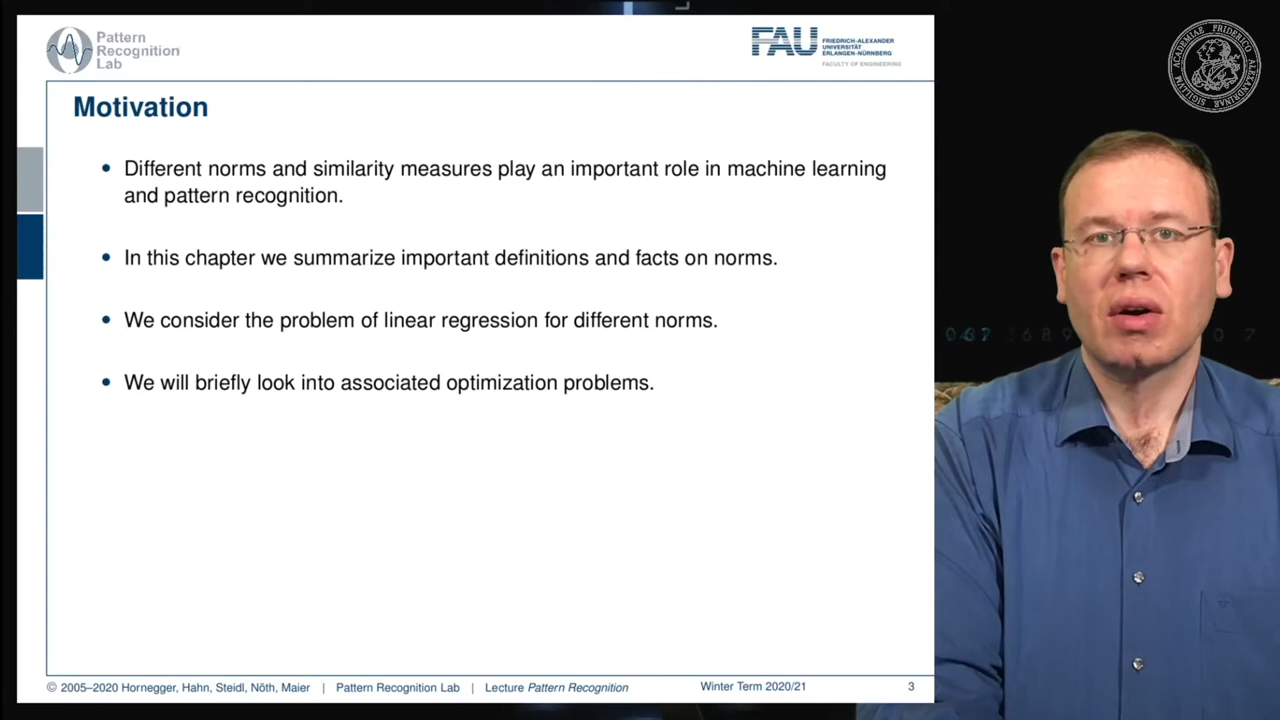 Pattern
Recognition
Lab
FAU
FRIEDRICH-ALEXANDER
UNIVERSITÄT
ERLANGEN-NÜRNBERG
FACULTY OF ENGINEERING
Motivation
• Different norms and similarity measures play an important role in machine learning
and pattern recognition.
• In this chapter we summarize important definitions and facts on norms.
• We consider the problem of linear regression for different norms.
• We will briefly look into associated optimization problems.
© 2005–2020 Hornegger, Hahn, Steidl, Nöth, Maier | Pattern Recognition Lab | Lecture Pattern Recognition
Winter Term 2020/21
3